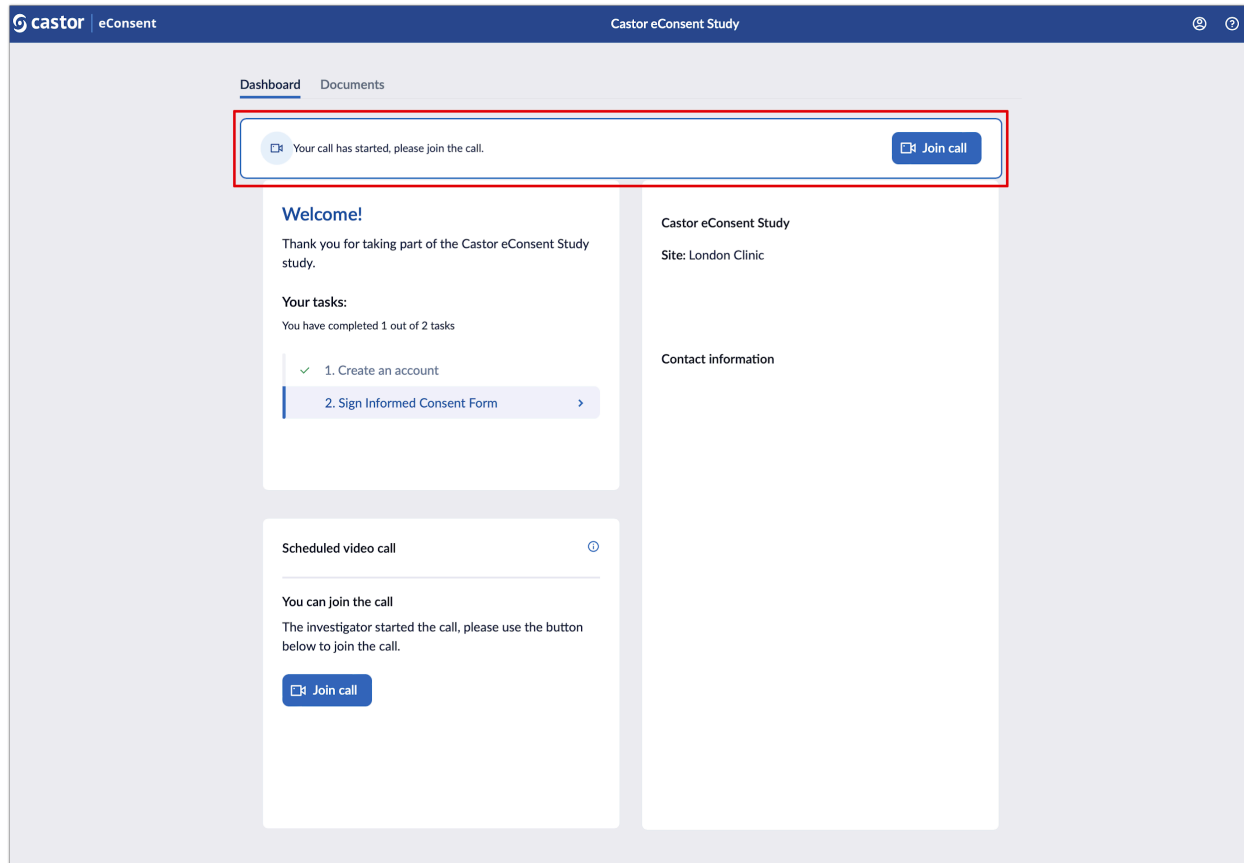 castor eConsent
Castor eConsent Study
Dashboard Documents
Your call has started, please join the call.
Join call
Welcome!
Thank you for taking part of the Castor eConsent Study
study.
Your tasks:
You have completed 1 out of 2 tasks
1. Create an account
2. Sign Informed Consent Form
Castor eConsent Study
Site: London Clinic
Contact information
Scheduled video call
You can join the call
The investigator started the call, please use the button
below to join the call.
Join call